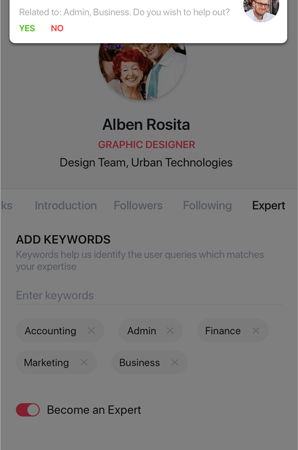 Related to: Admin, Business. Do you wish to help out?
YES NO
Alben Rosita
GRAPHIC DESIGNER
Design Team, Urban Technologies
ks Introduction Followers Following Expert
ADD KEYWORDS
Keywords help us identify the user queries which matches
your expertise
Enter keywords
Accounting Admin Finance
Marketing Business
Become an Expert